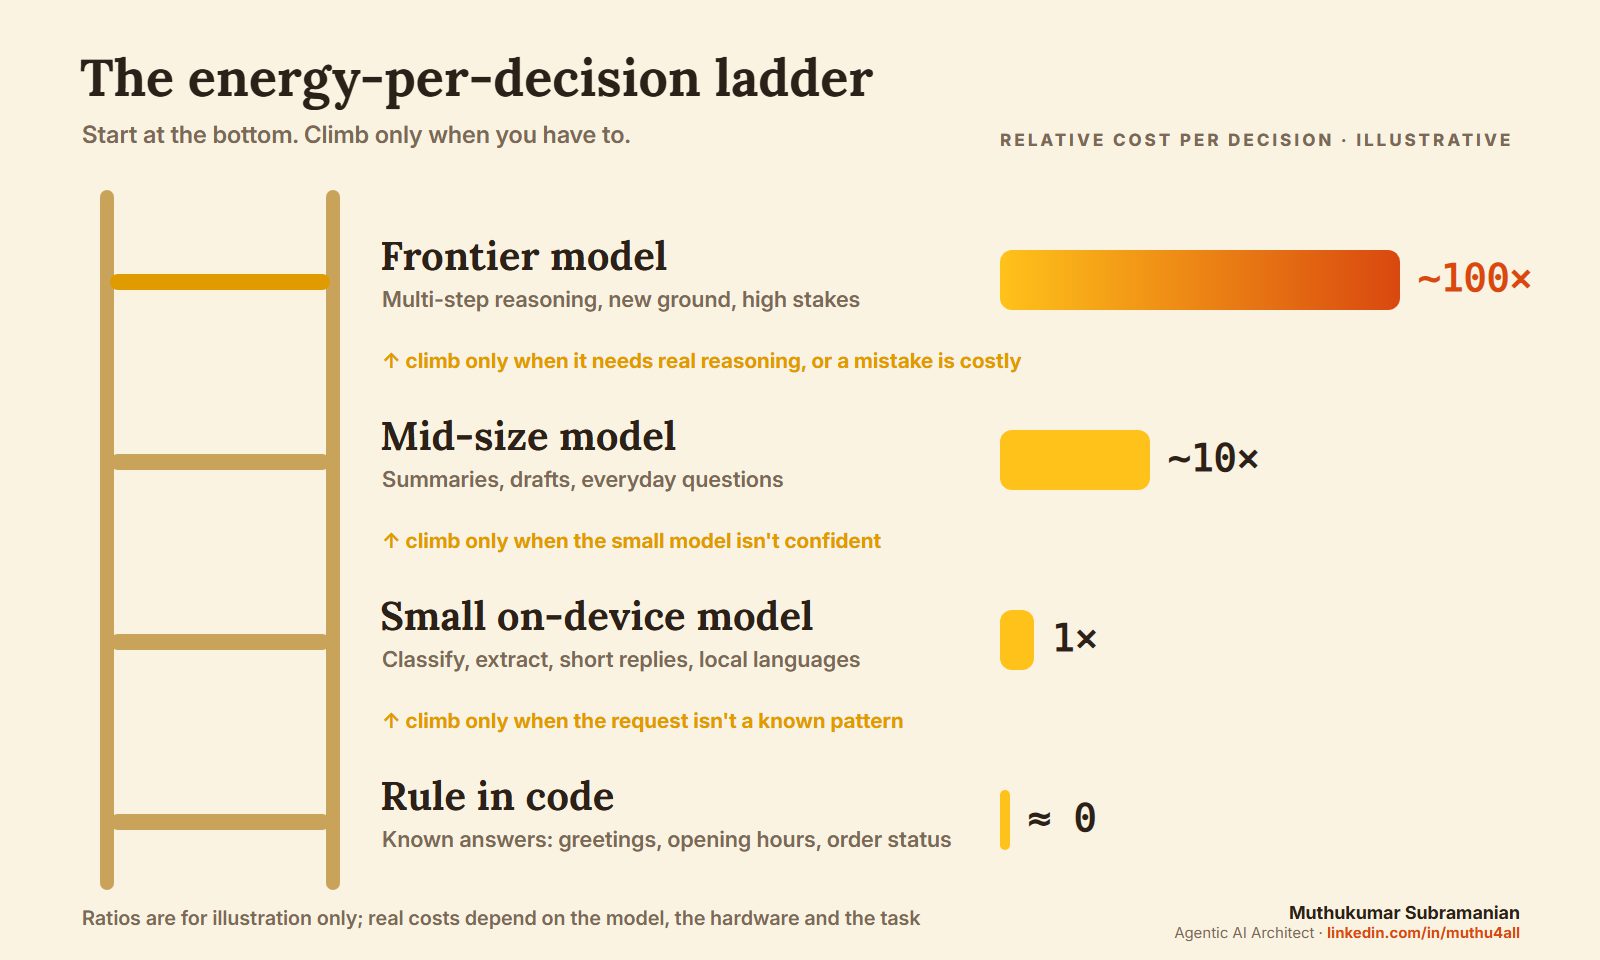 The energy-per-decision ladder
Start at the bottom. Climb only when you have to.
RELATIVE COST PER DECISION · ILLUSTRATIVE
Frontier model
Multi-step reasoning, new ground, high stakes
~100×
↑ climb only when it needs real reasoning, or a mistake is costly
Mid-size model
Summaries, drafts, everyday questions
~10×
↑ climb only when the small model isn't confident
Small on-device model
Classify, extract, short replies, local languages
1×
↑ climb only when the request isn't a known pattern
Rule in code
Known answers: greetings, opening hours, order status
≈ 0
Ratios are for illustration only; real costs depend on the model, the hardware and the task
Muthukumar Subramanian
Agentic AI Architect · linkedin.com/in/muthu4all